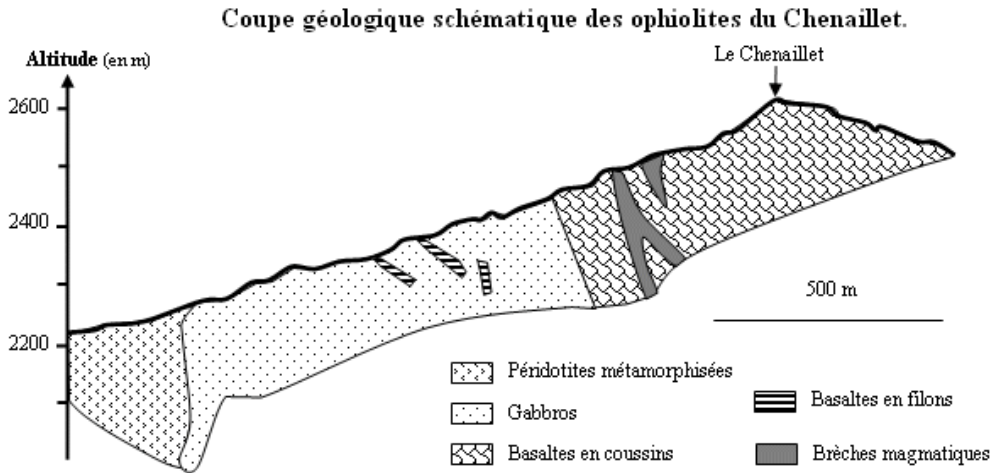 Coupe géologique schématique des ophiolites du Chenaillet.
Altitude (en m)
Le Chenaillet
2600
2400
2200
500 m
Péridotites métamorphisées
Gabbros
Basaltes en coussins
Basaltes en filons
Brèches magmatiques